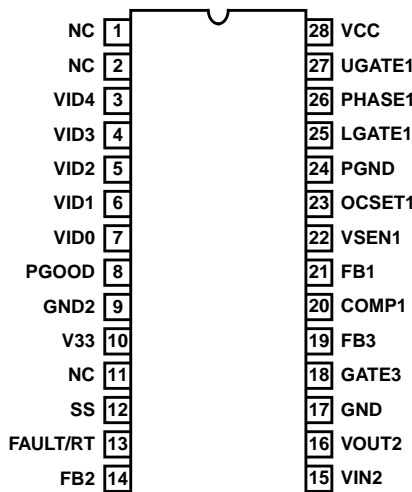 NC 1 28 VCC
NC 2 27 UGATE1
VID4 3 26 PHASE1
VID3 4 25 LGATE1
VID2 5 24 PGND
VID1 6 23 OCSET1
VID0 7 22 VSEN1
PGOOD 8 21 FB1
GND2 9 20 COMP1
V33 10 19 FB3
NC 11 18 GATE3
SS 12 17 GND
FAULT/RT 13 16 VOUT2
FB2 14 15 VIN2